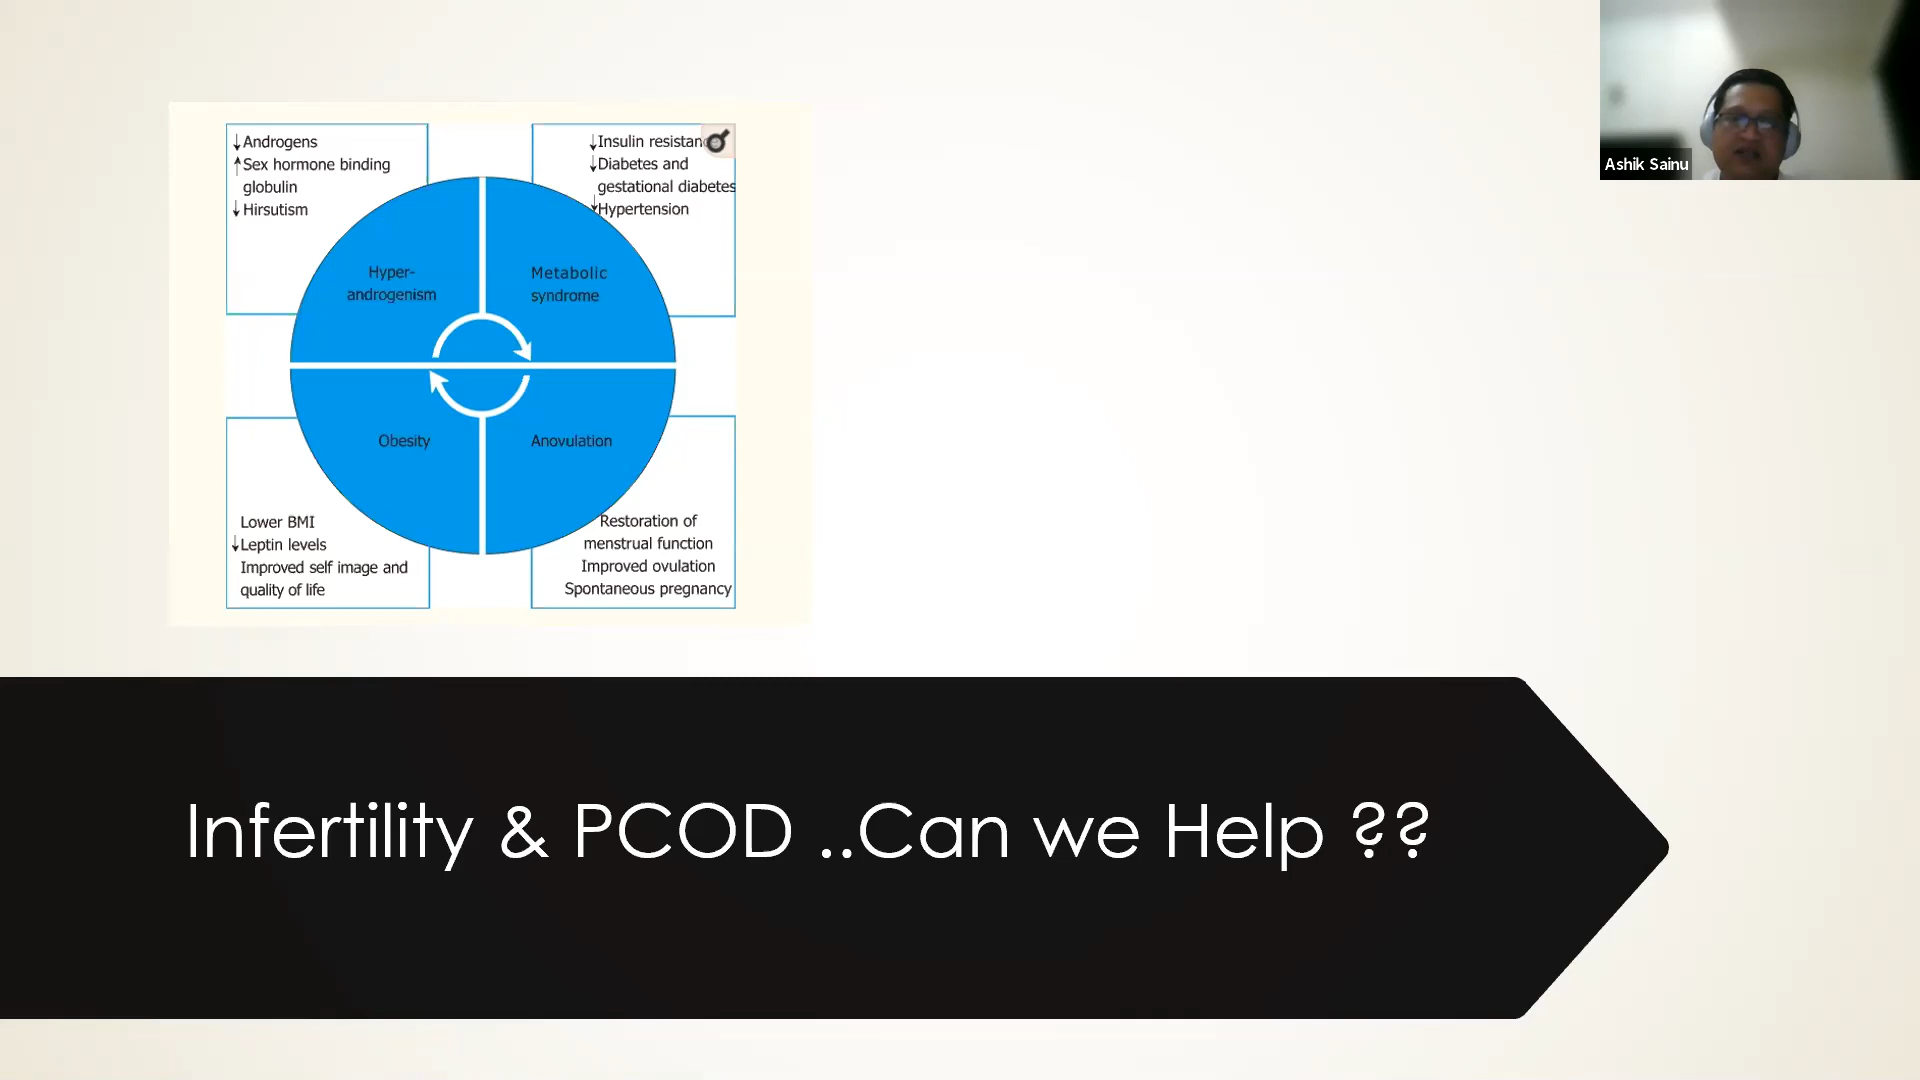 ↓Androgens
↑Sex hormone binding
globulin
↓Hirsutism
↓Insulin resistanc
↓Diabetes and
gestational diabetes
↓Hypertension
Hyper-
androgenism
Metabolic
syndrome
Obesity
Anovulation
Lower BMI
↓Leptin levels
Improved self image and
quality of life
Restoration of
menstrual function
Improved ovulation
Spontaneous pregnancy
Infertility & PCOD ..Can we Help ??
Ashik Sainu